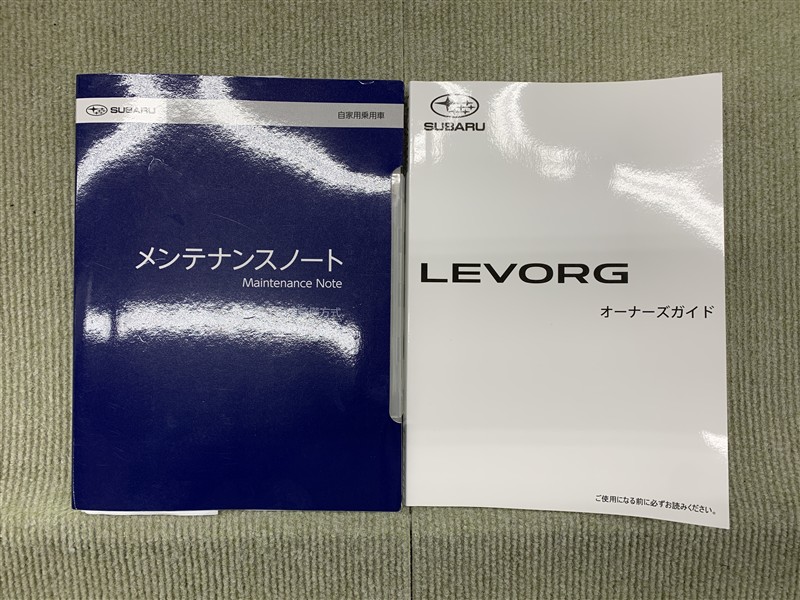 SUBARU
自家用乗用車
メンテナンスノート
Maintenance Note
方式
SUBARU
LEVORG
オーナーズガイド
ご使用になる前に必ずお読みください。